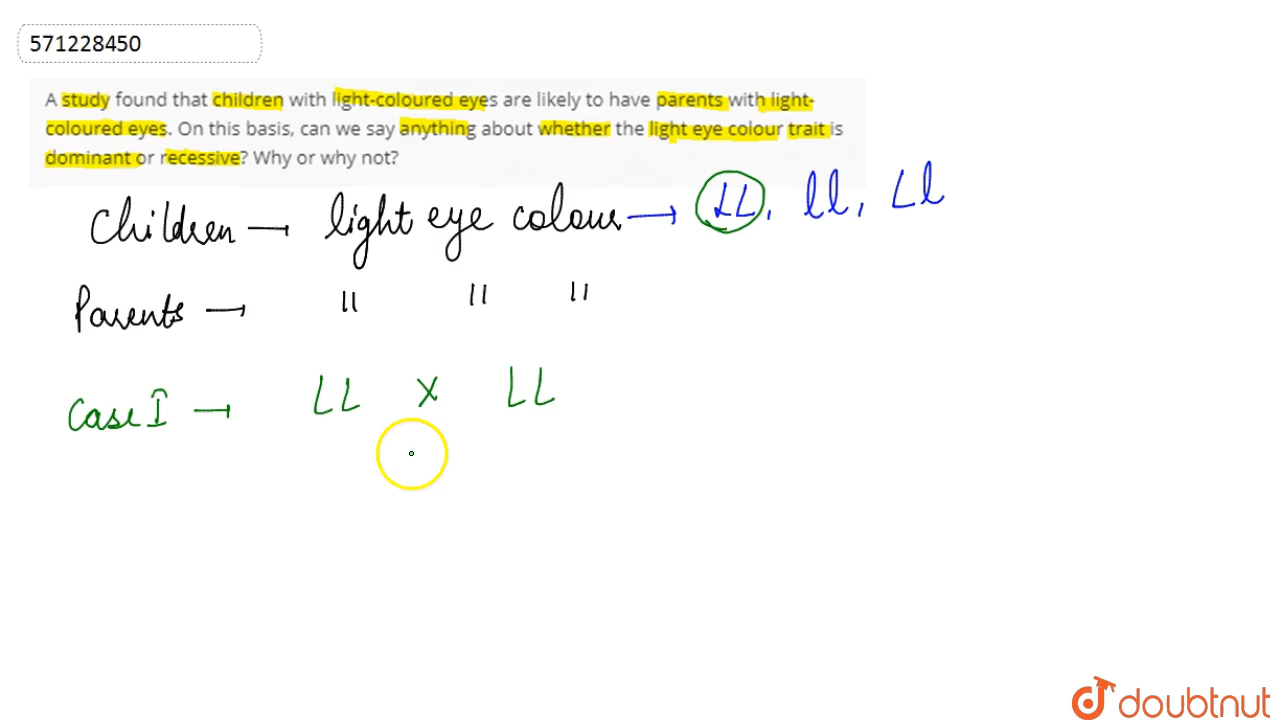 571228450
A study found that children with light-coloured eyes are likely to have parents with light-
coloured eyes. On this basis, can we say anything about whether the light eye colour trait is
dominant or recessive? Why or why not?
Children → light eye colour → LL, ll, Ll
Parents → " " "
Case I → LL x LL
doubtnut